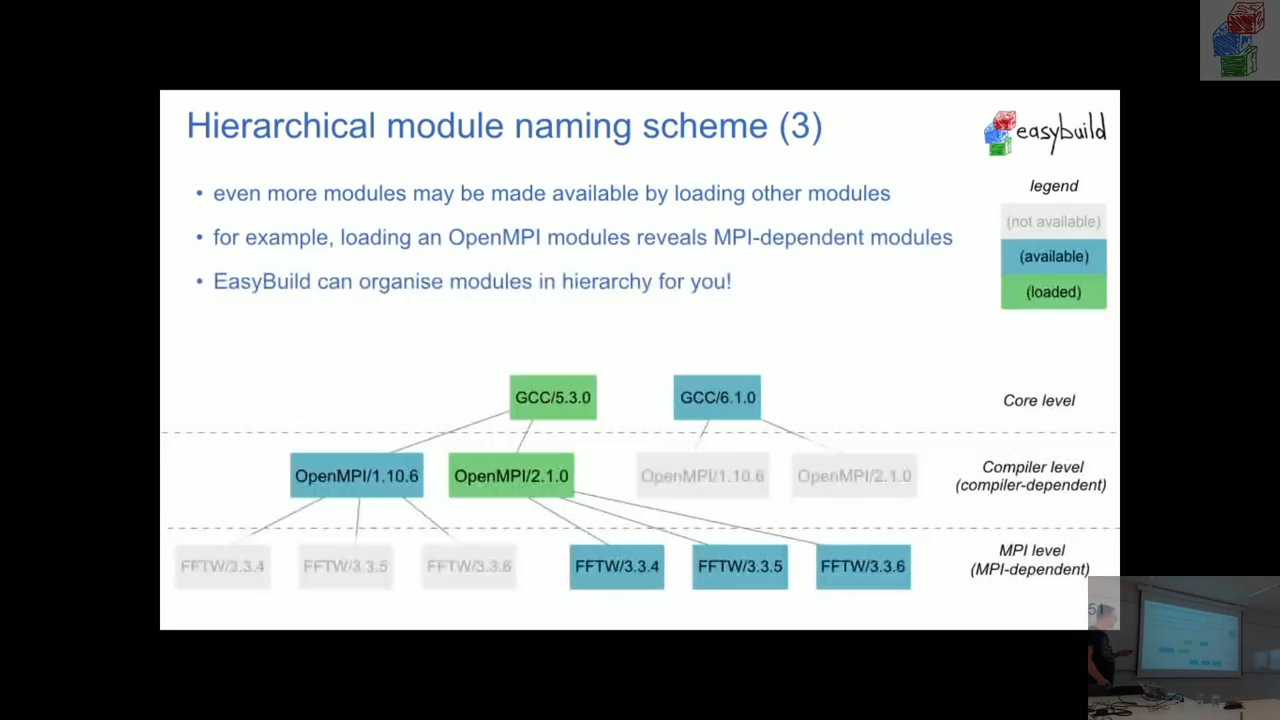 Hierarchical module naming scheme (3)
easybuild
• even more modules may be made available by loading other modules
• for example, loading an OpenMPI modules reveals MPI-dependent modules
• EasyBuild can organise modules in hierarchy for you!
legend
(not available)
(available)
(loaded)
GCC/5.3.0
GCC/6.1.0
Core level
OpenMPI/1.10.6
OpenMPI/2.1.0
OpenMPI/1.10.6
OpenMPI/2.1.0
Compiler level
(compiler-dependent)
FFTW/3.3.4
FFTW/3.3.5
FFTW/3.3.6
FFTW/3.3.4
FFTW/3.3.5
FFTW/3.3.6
MPI level
(MPI-dependent)
51